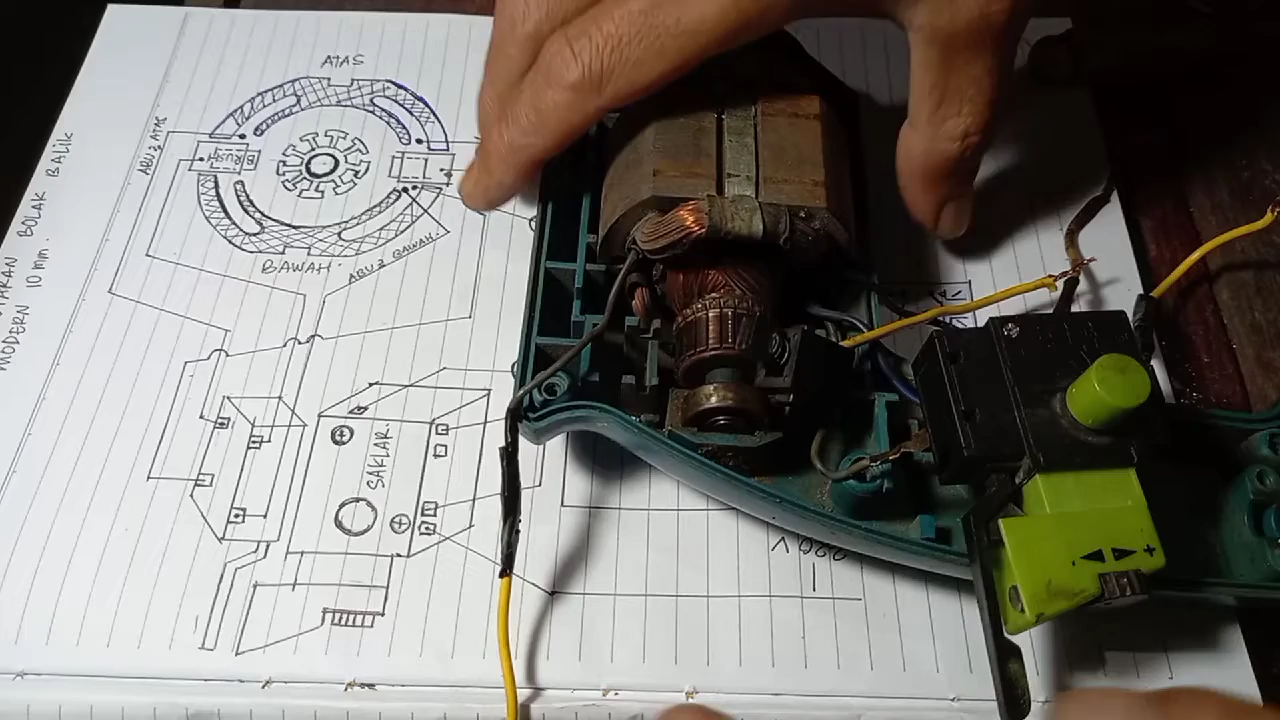 ATAS
ABU2 ATAS
BOLAK BALIK
MODERN 10 mm.
BRUSH
BAWAH.
ABU2 BAWAH.
SAKLAR.
220 V
+